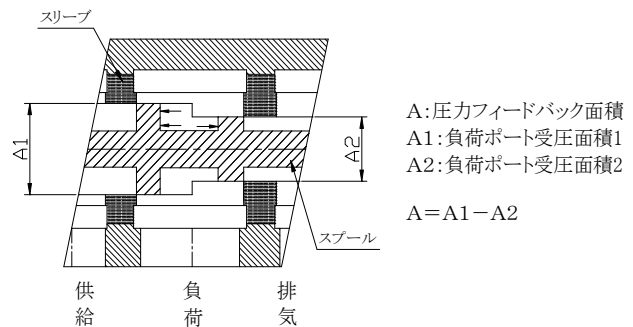 スリーブ
A1
A2
A:圧力フィードバック面積
A1:負荷ポート受圧面積1
A2:負荷ポート受圧面積2
A=A1-A2
スプール
供給
負荷
排気